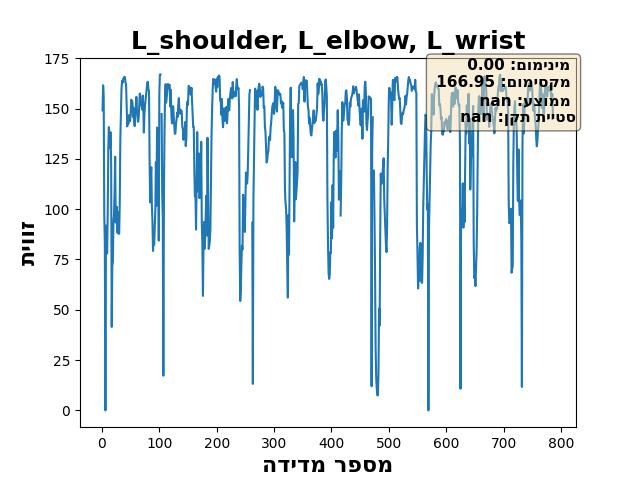 L_shoulder, L_elbow, L_wrist
מינימום: 0.00
מקסימום: 166.95
ממוצע: nan
סטיית תקן: nan
175
150
125
100
75
50
25
0
זווית
0 100 200 300 400 500 600 700 800
מספר מדידה